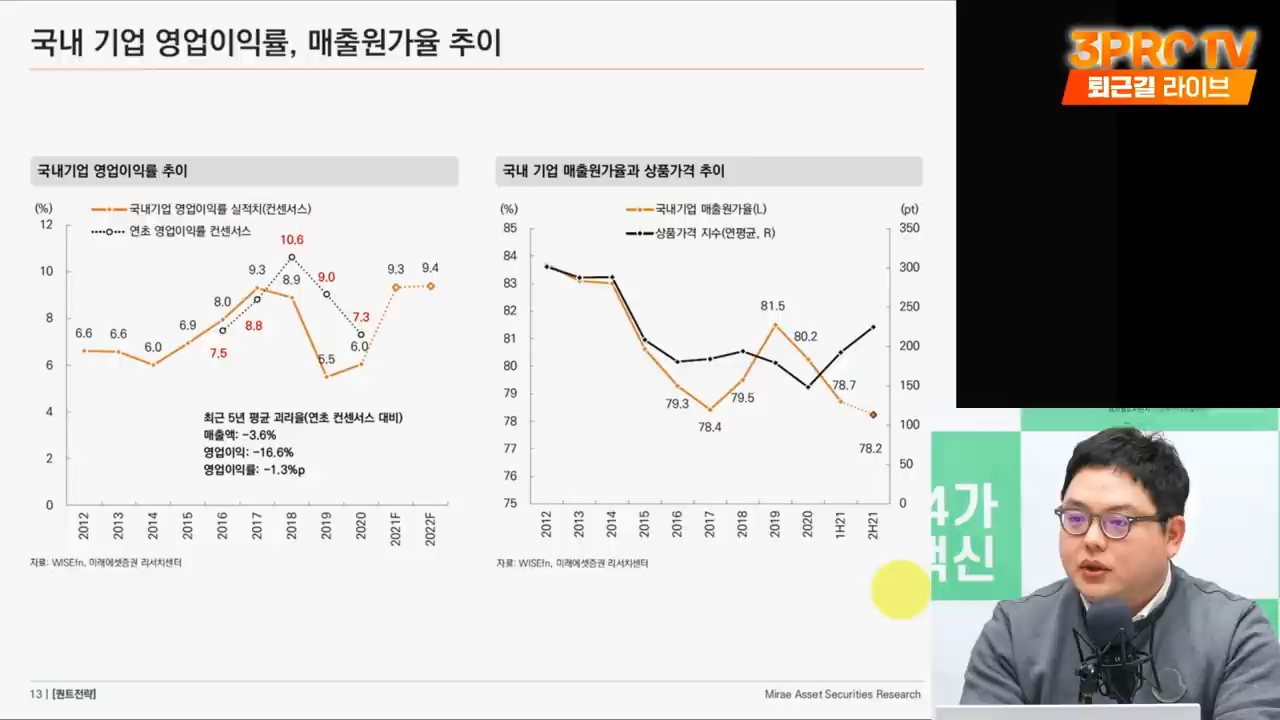 국내 기업 영업이익률, 매출원가율 추이
3PRO TV
퇴근길 라이브
국내기업 영업이익률 추이
(%)
국내기업 영업이익률 실적치(컨센서스)
연초 영업이익률 컨센서스
12
10
8
6
4
2
0
6.6
6.6
6.0
6.9
8.0
9.3
8.9
5.5
6.0
9.3
9.4
7.5
8.8
10.6
9.0
7.3
최근 5년 평균 괴리율(연초 컨센서스 대비)
매출액: -3.6%
영업이익: -16.6%
영업이익률: -1.3%p
2012
2013
2014
2015
2016
2017
2018
2019
2020
2021F
2022F
자료: WISEfn, 미래에셋증권 리서치센터
국내 기업 매출원가율과 상품가격 추이
(%)
국내기업 매출원가율(L)
상품가격 지수(연평균, R)
(pt)
85
84
83
82
81
80
79
78
77
76
75
350
300
250
200
150
100
50
0
79.3
78.4
79.5
81.5
80.2
78.7
78.2
2012
2013
2014
2015
2016
2017
2018
2019
2020
1H21
2H21
자료: WISEfn, 미래에셋증권 리서치센터
4가
혁신
13 | [퀀트전략]
Mirae Asset Securities Research